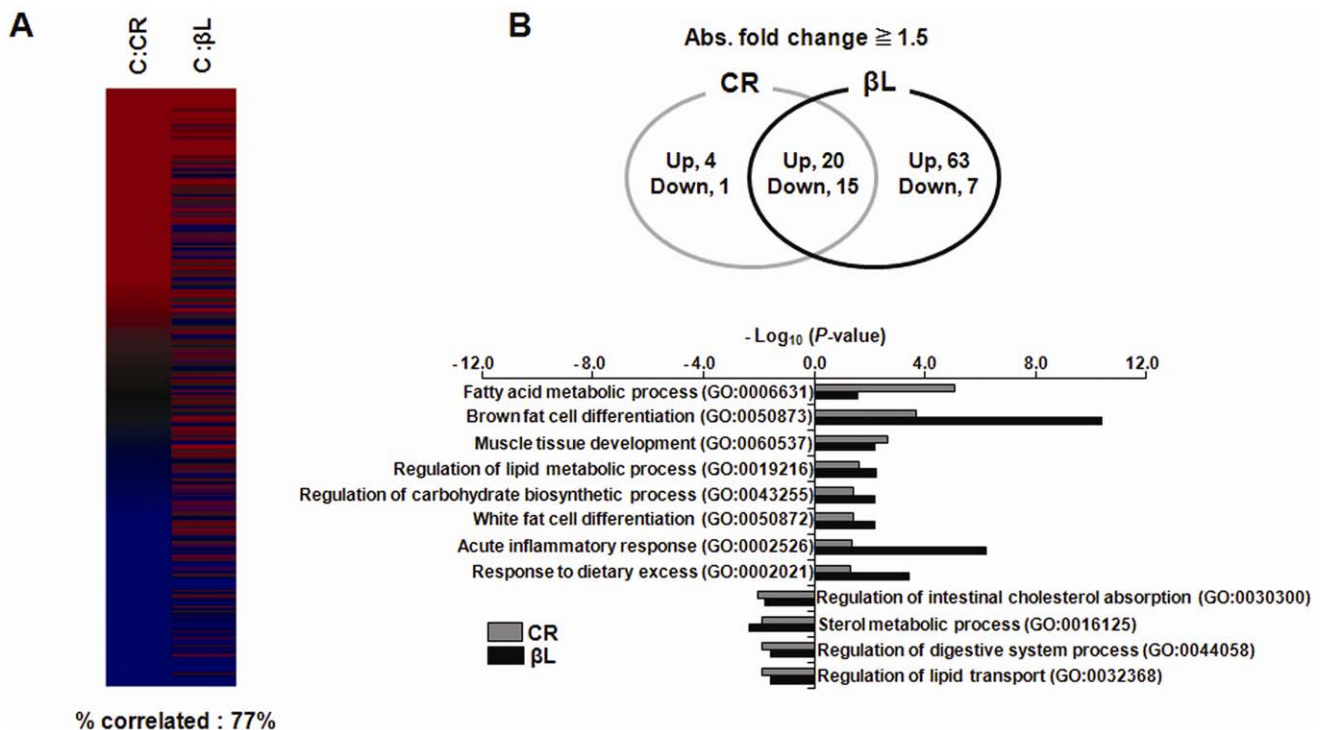 A
C:CR
C :βL
% correlated : 77%
B
Abs. fold change ≧ 1.5
CR
βL
Up, 4
Down, 1
Up, 20
Down, 15
Up, 63
Down, 7
- Log₁₀ (P-value)
-12.0 -8.0 -4.0 0.0 4.0 8.0 12.0
Fatty acid metabolic process (GO:0006631)
Brown fat cell differentiation (GO:0050873)
Muscle tissue development (GO:0060537)
Regulation of lipid metabolic process (GO:0019216)
Regulation of carbohydrate biosynthetic process (GO:0043255)
White fat cell differentiation (GO:0050872)
Acute inflammatory response (GO:0002526)
Response to dietary excess (GO:0002021)
Regulation of intestinal cholesterol absorption (GO:0030300)
Sterol metabolic process (GO:0016125)
Regulation of digestive system process (GO:0044058)
Regulation of lipid transport (GO:0032368)
CR
βL